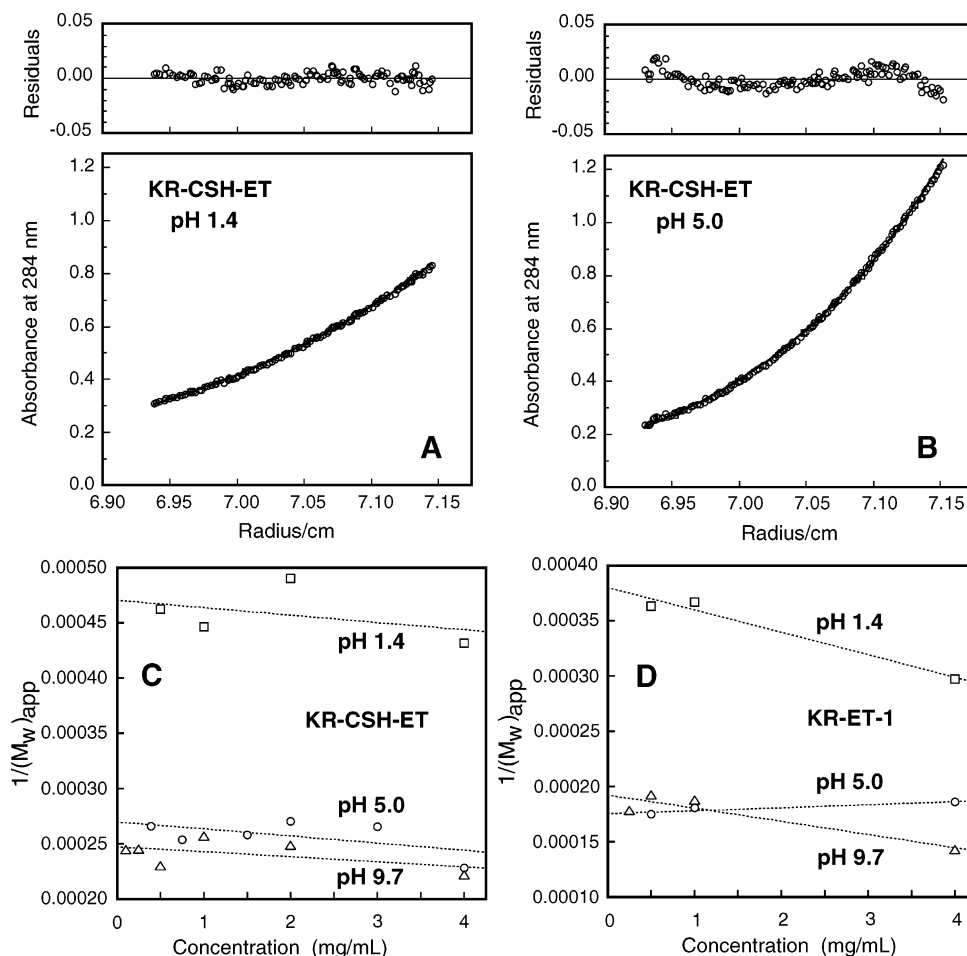 0.05
0.00
-0.05
Residuals
0.05
0.00
-0.05
Residuals
1.2
1.0
0.8
0.6
0.4
0.2
0.0
Absorbance at 284 nm
KR-CSH-ET
pH 1.4
A
6.90 6.95 7.00 7.05 7.10 7.15
Radius/cm
1.2
1.0
0.8
0.6
0.4
0.2
0.0
Absorbance at 284 nm
KR-CSH-ET
pH 5.0
B
6.90 6.95 7.00 7.05 7.10 7.15
Radius/cm
0.00050
0.00045
0.00040
0.00035
0.00030
0.00025
0.00020
1/(Mw)app
pH 1.4
C
KR-CSH-ET
pH 5.0
pH 9.7
0 1 2 3 4
Concentration (mg/mL)
0.00040
0.00035
0.00030
0.00025
0.00020
0.00015
0.00010
1/(Mw)app
pH 1.4
D
KR-ET-1
pH 5.0
pH 9.7
0 1 2 3 4
Concentration (mg/mL)